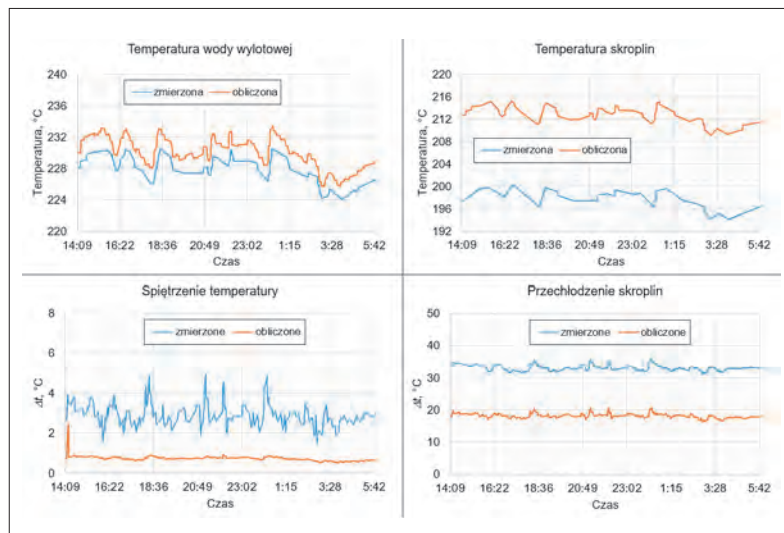 Temperatura wody wylotowej
240
236
232
228
224
220
Temperatura, °C
zmierzona obliczona
14:09 16:22 18:36 20:49 23:02 1:15 3:28 5:42
Czas
Temperatura skroplin
220
216
212
208
204
200
196
192
Temperatura, °C
zmierzona obliczona
14:09 16:22 18:36 20:49 23:02 1:15 3:28 5:42
Czas
Spiętrzenie temperatury
8
6
4
2
0
Δt, °C
zmierzone obliczone
14:09 16:22 18:36 20:49 23:02 1:15 3:28 5:42
Czas
Przechłodzenie skroplin
50
40
30
20
10
0
Δt, °C
zmierzone obliczone
14:09 16:22 18:36 20:49 23:02 1:15 3:28 5:42
Czas